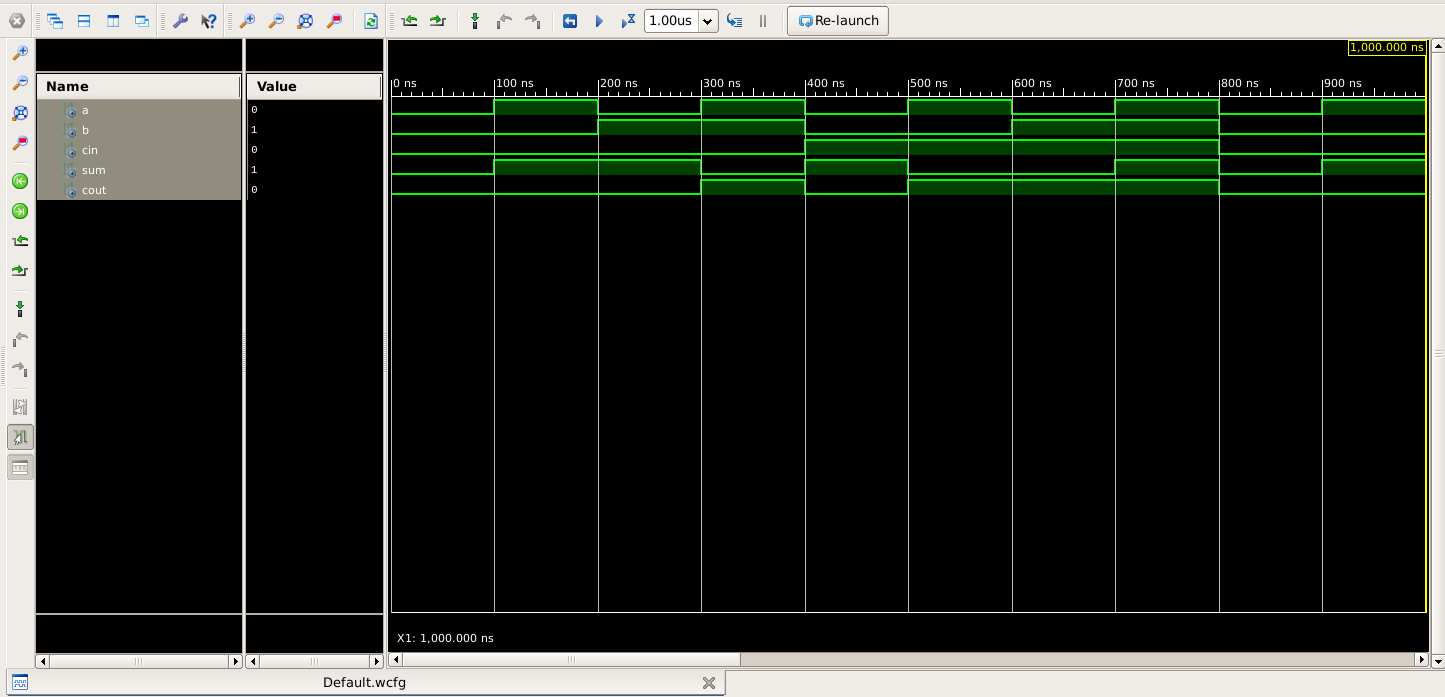 1.00us Re-launch
1,000.000 ns
Name Value
0 ns 100 ns 200 ns 300 ns 400 ns 500 ns 600 ns 700 ns 800 ns 900 ns
a 0
b 1
cin 0
sum 1
cout 0
X1: 1,000.000 ns
Default.wcfg